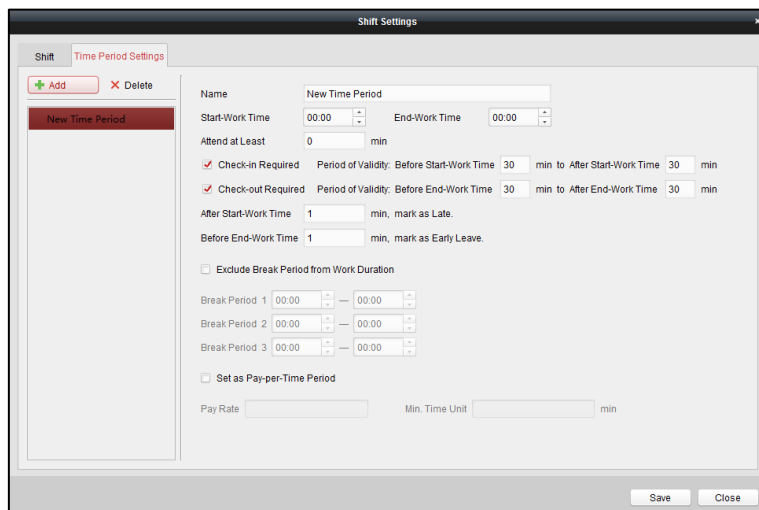 Shift Settings
Shift Time Period Settings
Add Delete
New Time Period
Name New Time Period
Start-Work Time 00:00 End-Work Time 00:00
Attend at Least 0 min
Check-in Required Period of Validity: Before Start-Work Time 30 min to After Start-Work Time 30 min
Check-out Required Period of Validity: Before End-Work Time 30 min to After End-Work Time 30 min
After Start-Work Time 1 min, mark as Late.
Before End-Work Time 1 min, mark as Early Leave.
Exclude Break Period from Work Duration
Break Period 1 00:00 — 00:00
Break Period 2 00:00 — 00:00
Break Period 3 00:00 — 00:00
Set as Pay-per-Time Period
Pay Rate Min. Time Unit min
Save Close